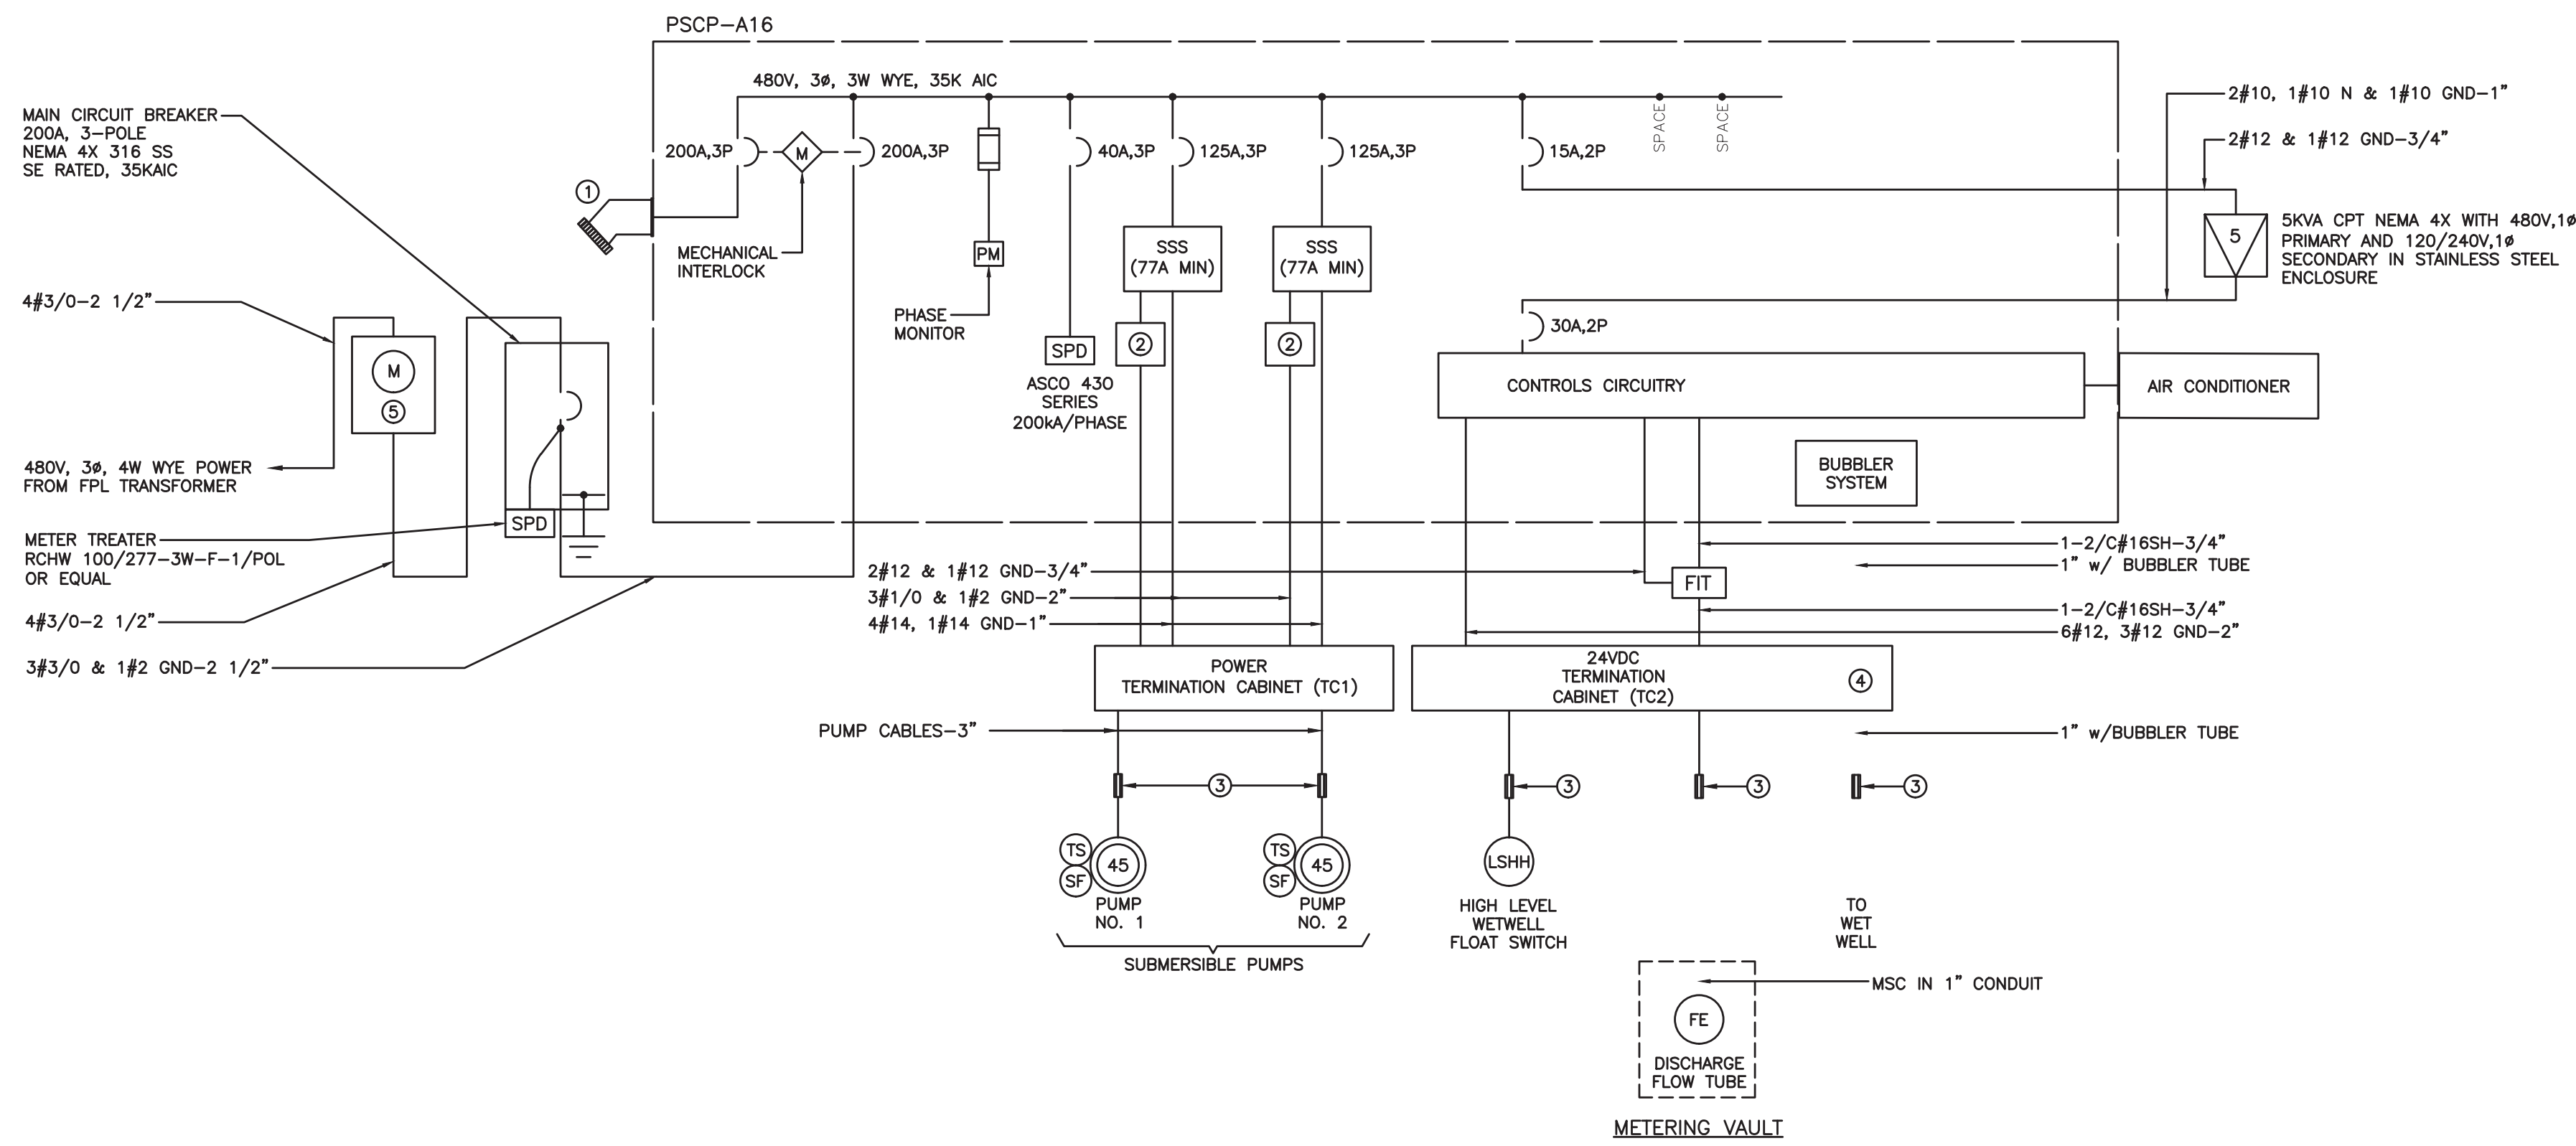 PSCP-A16
480V, 3ø, 3W WYE, 35K AIC
MAIN CIRCUIT BREAKER
200A, 3-POLE
NEMA 4X 316 SS
SE RATED, 35KAIC
200A,3P
M
200A,3P
40A,3P
125A,3P
125A,3P
15A,2P
SPACE
SPACE
2#10, 1#10 N & 1#10 GND-1"
2#12 & 1#12 GND-3/4"
1
MECHANICAL
INTERLOCK
PM
PHASE
MONITOR
SSS
(77A MIN)
SSS
(77A MIN)
5
5KVA CPT NEMA 4X WITH 480V,1ø
PRIMARY AND 120/240V,1ø
SECONDARY IN STAINLESS STEEL
ENCLOSURE
4#3/0-2 1/2"
M
5
SPD
ASCO 430
SERIES
200kA/PHASE
2
2
30A,2P
CONTROLS CIRCUITRY
AIR CONDITIONER
BUBBLER
SYSTEM
480V, 3ø, 4W WYE POWER
FROM FPL TRANSFORMER
SPD
METER TREATER
RCHW 100/277-3W-F-1/POL
OR EQUAL
4#3/0-2 1/2"
3#3/0 & 1#2 GND-2 1/2"
2#12 & 1#12 GND-3/4"
3#1/0 & 1#2 GND-2"
4#14, 1#14 GND-1"
FIT
1-2/C#16SH-3/4"
1" w/ BUBBLER TUBE
1-2/C#16SH-3/4"
6#12, 3#12 GND-2"
POWER
TERMINATION CABINET (TC1)
24VDC
TERMINATION
CABINET (TC2)
4
PUMP CABLES-3"
1" w/BUBBLER TUBE
3
3
3
3
TS
SF
45
PUMP
NO. 1
TS
SF
45
PUMP
NO. 2
SUBMERSIBLE PUMPS
LSHH
HIGH LEVEL
WETWELL
FLOAT SWITCH
TO
WET
WELL
MSC IN 1" CONDUIT
FE
DISCHARGE
FLOW TUBE
METERING VAULT